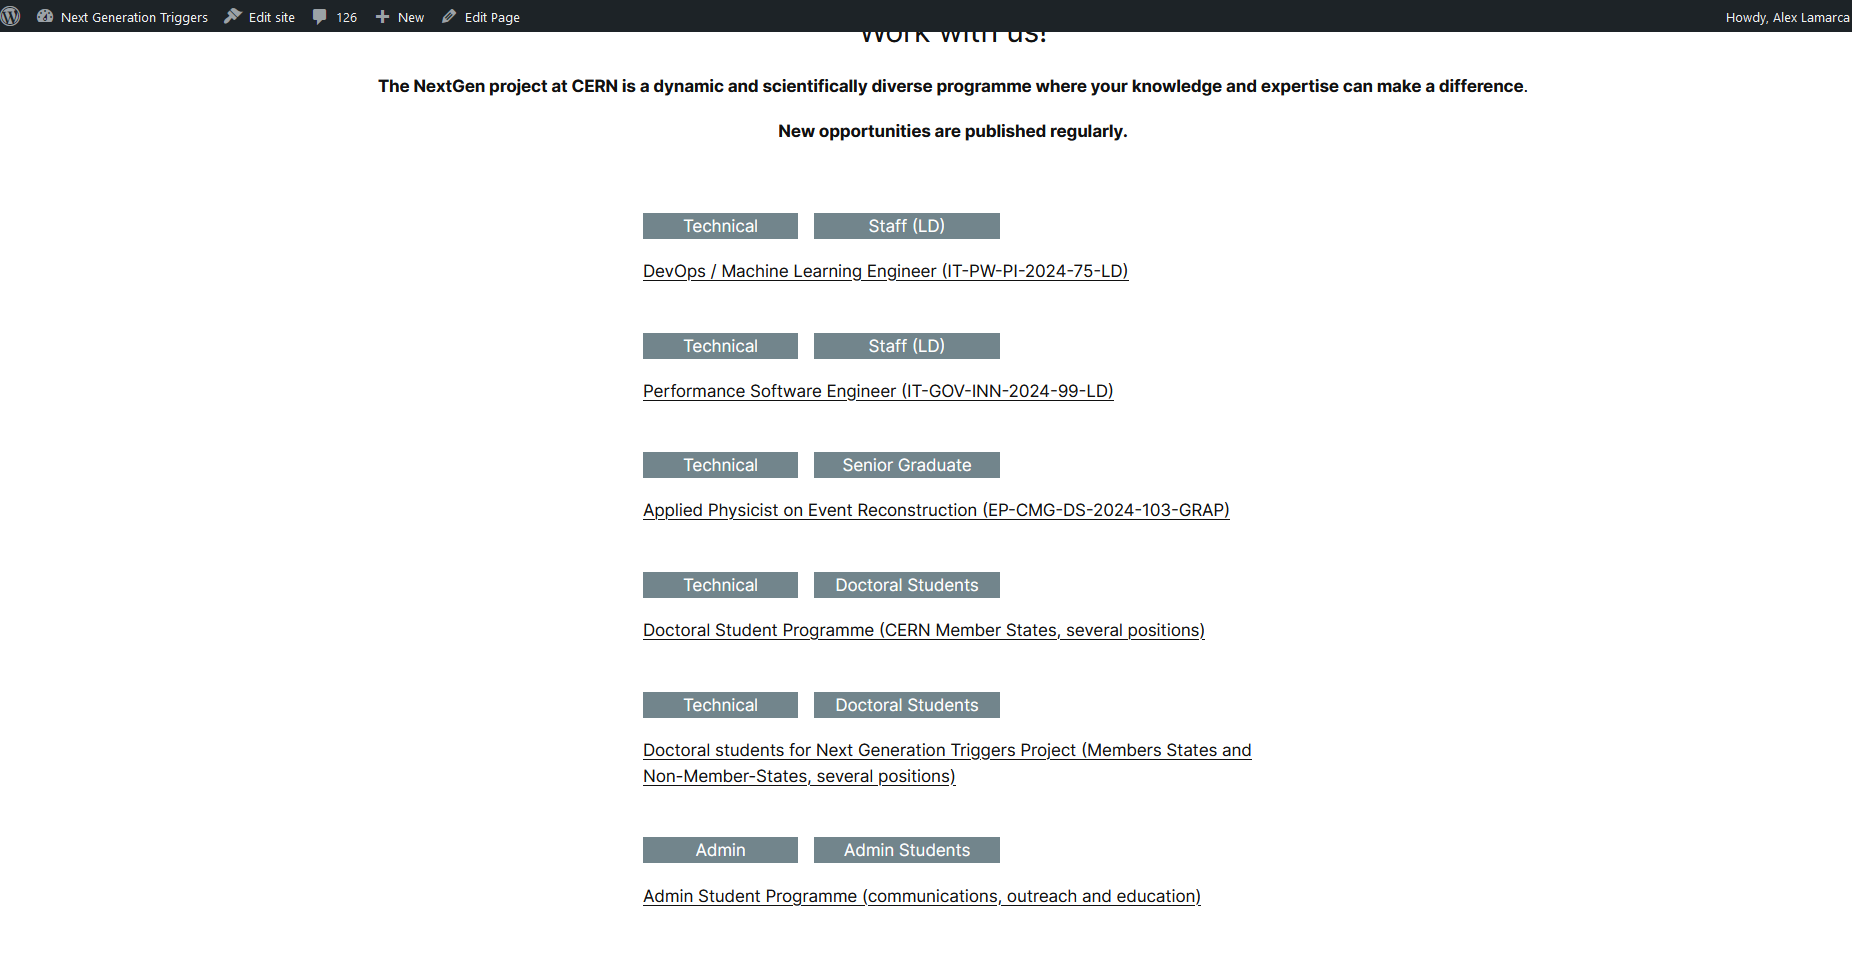 Next Generation Triggers Edit site 126 New Edit Page Howdy, Alex Lamarca
Work with us!
The NextGen project at CERN is a dynamic and scientifically diverse programme where your knowledge and expertise can make a difference.
New opportunities are published regularly.
Technical Staff (LD)
DevOps / Machine Learning Engineer (IT-PW-PI-2024-75-LD)
Technical Staff (LD)
Performance Software Engineer (IT-GOV-INN-2024-99-LD)
Technical Senior Graduate
Applied Physicist on Event Reconstruction (EP-CMG-DS-2024-103-GRAP)
Technical Doctoral Students
Doctoral Student Programme (CERN Member States, several positions)
Technical Doctoral Students
Doctoral students for Next Generation Triggers Project (Members States and
Non-Member-States, several positions)
Admin Admin Students
Admin Student Programme (communications, outreach and education)